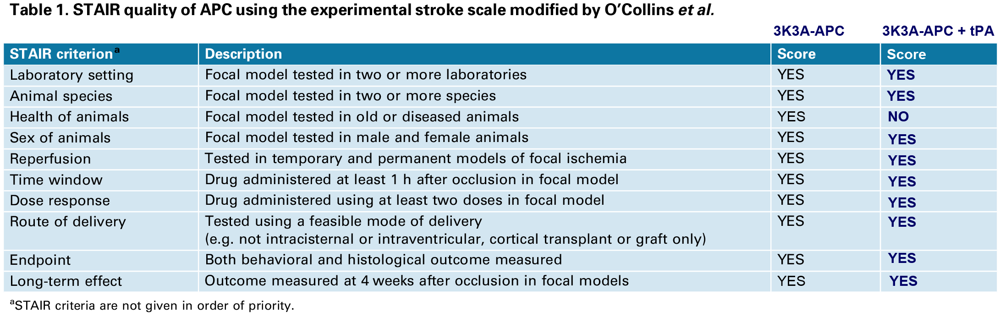 Table 1. STAIR quality of APC using the experimental stroke scale modified by O’Collins et al.
3K3A-APC 3K3A-APC + tPA
STAIR criterionª Description Score Score
Laboratory setting Focal model tested in two or more laboratories YES YES
Animal species Focal model tested in two or more species YES YES
Health of animals Focal model tested in old or diseased animals YES NO
Sex of animals Focal model tested in male and female animals YES YES
Reperfusion Tested in temporary and permanent models of focal ischemia YES YES
Time window Drug administered at least 1 h after occlusion in focal model YES YES
Dose response Drug administered using at least two doses in focal model YES YES
Route of delivery Tested using a feasible mode of delivery YES YES
(e.g. not intracisternal or intraventricular, cortical transplant or graft only)
Endpoint Both behavioral and histological outcome measured YES YES
Long-term effect Outcome measured at 4 weeks after occlusion in focal models YES YES
ªSTAIR criteria are not given in order of priority.